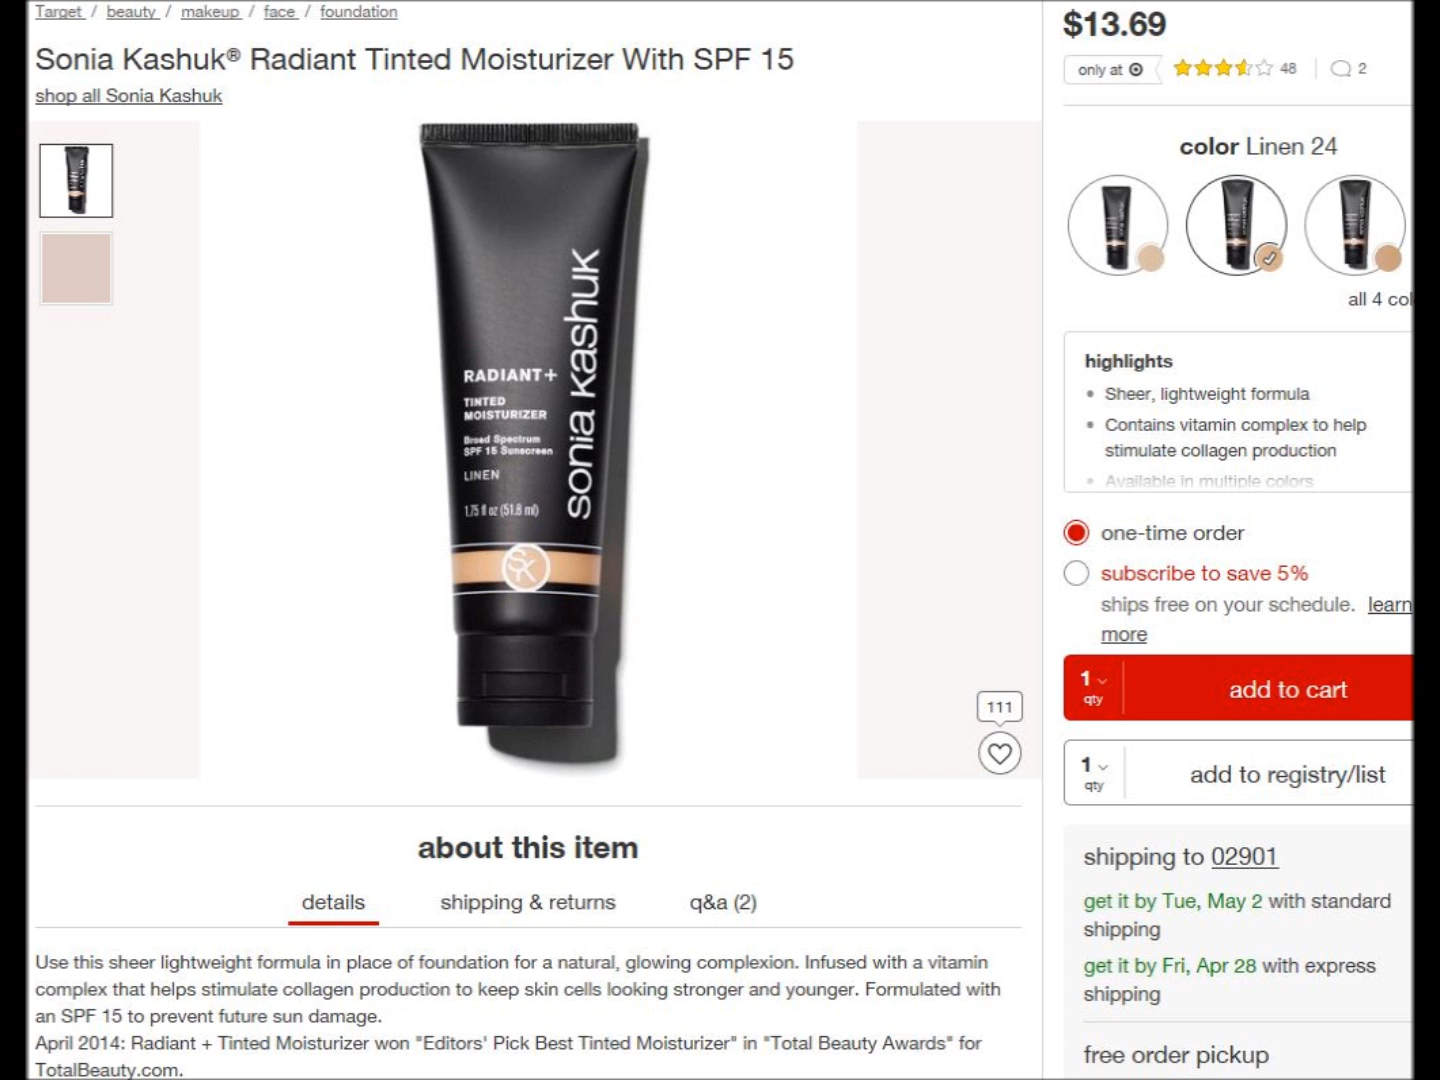 Target / beauty / makeup / face / foundation
Sonia Kashuk® Radiant Tinted Moisturizer With SPF 15
shop all Sonia Kashuk
RADIANT+
TINTED
MOISTURIZER
Broad Spectrum
SPF 15 Sunscreen
LINEN
1.75 fl oz (51.8 ml)
sonia kashuk
SK
111
about this item
details shipping & returns q&a (2)
Use this sheer lightweight formula in place of foundation for a natural, glowing complexion. Infused with a vitamin
complex that helps stimulate collagen production to keep skin cells looking stronger and younger. Formulated with
an SPF 15 to prevent future sun damage.
April 2014: Radiant + Tinted Moisturizer won "Editors' Pick Best Tinted Moisturizer" in "Total Beauty Awards" for
TotalBeauty.com.
$13.69
only at 48 2
color Linen 24
all 4 col
highlights
• Sheer, lightweight formula
• Contains vitamin complex to help
stimulate collagen production
• Available in multiple colors
one-time order
subscribe to save 5%
ships free on your schedule. learn
more
1 qty add to cart
1 qty add to registry/list
shipping to 02901
get it by Tue, May 2 with standard
shipping
get it by Fri, Apr 28 with express
shipping
free order pickup